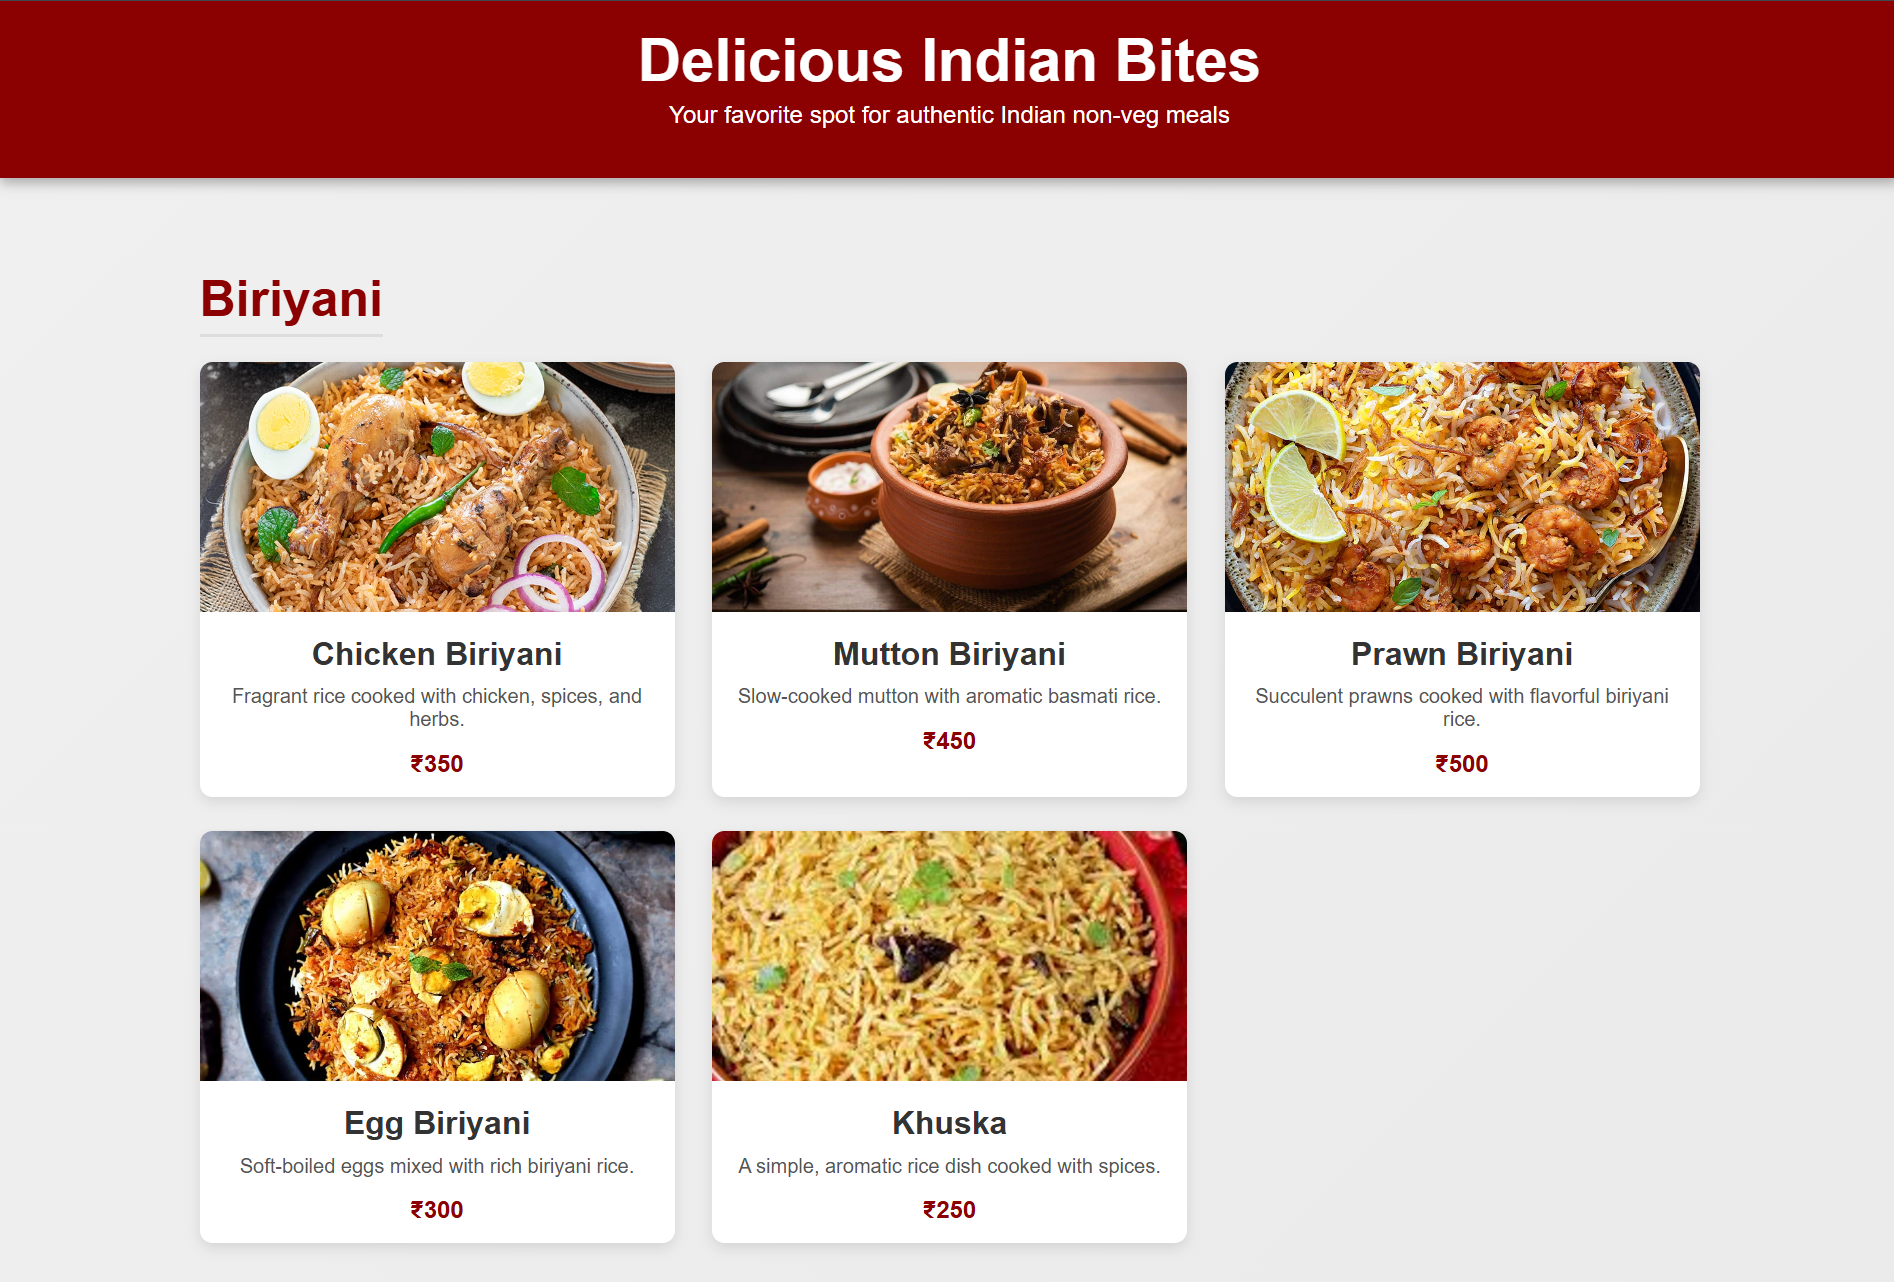 Delicious Indian Bites
Your favorite spot for authentic Indian non-veg meals
Biriyani
Chicken Biriyani
Fragrant rice cooked with chicken, spices, and
herbs.
₹350
Mutton Biriyani
Slow-cooked mutton with aromatic basmati rice.
₹450
Prawn Biriyani
Succulent prawns cooked with flavorful biriyani
rice.
₹500
Egg Biriyani
Soft-boiled eggs mixed with rich biriyani rice.
₹300
Khuska
A simple, aromatic rice dish cooked with spices.
₹250